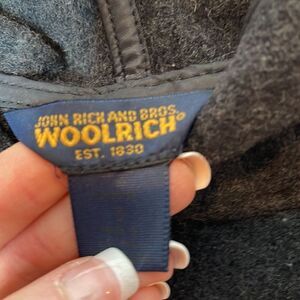 JOHN RICH AND BROS.
WOOLRICH®
EST. 1830